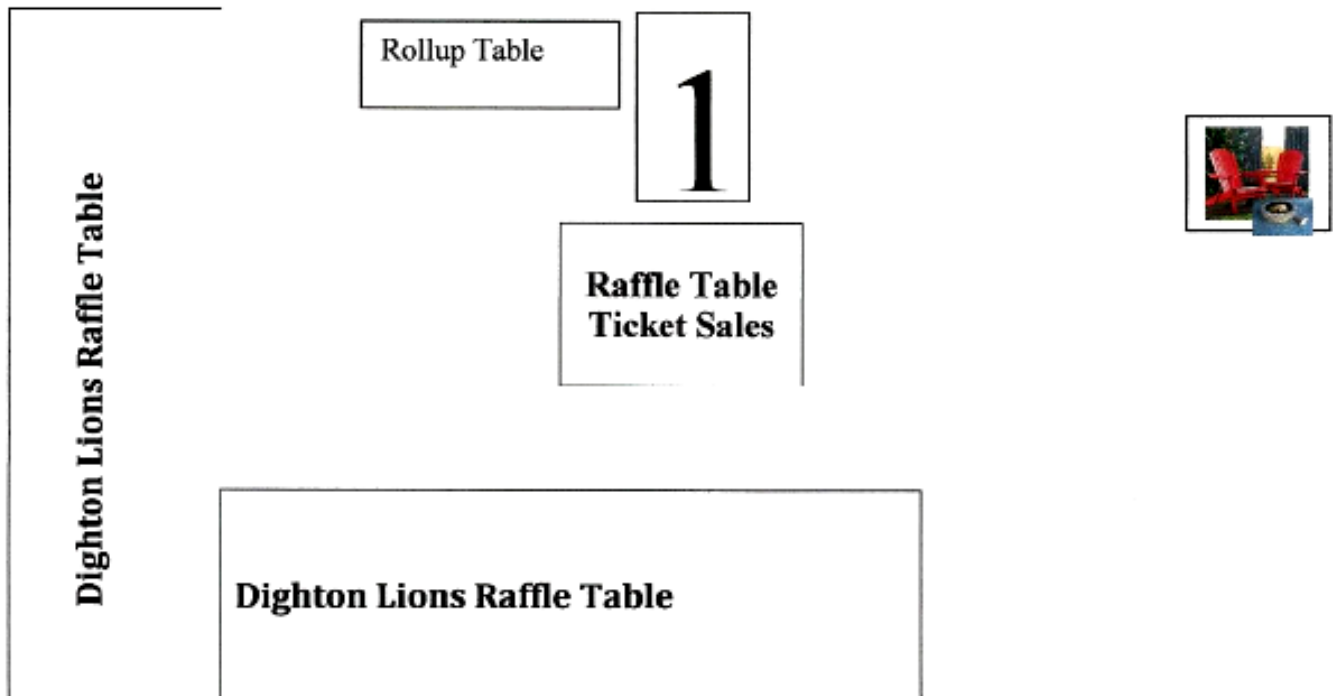 Rollup Table
1
Raffle Table
Ticket Sales
Dighton Lions Raffle Table
Dighton Lions Raffle Table